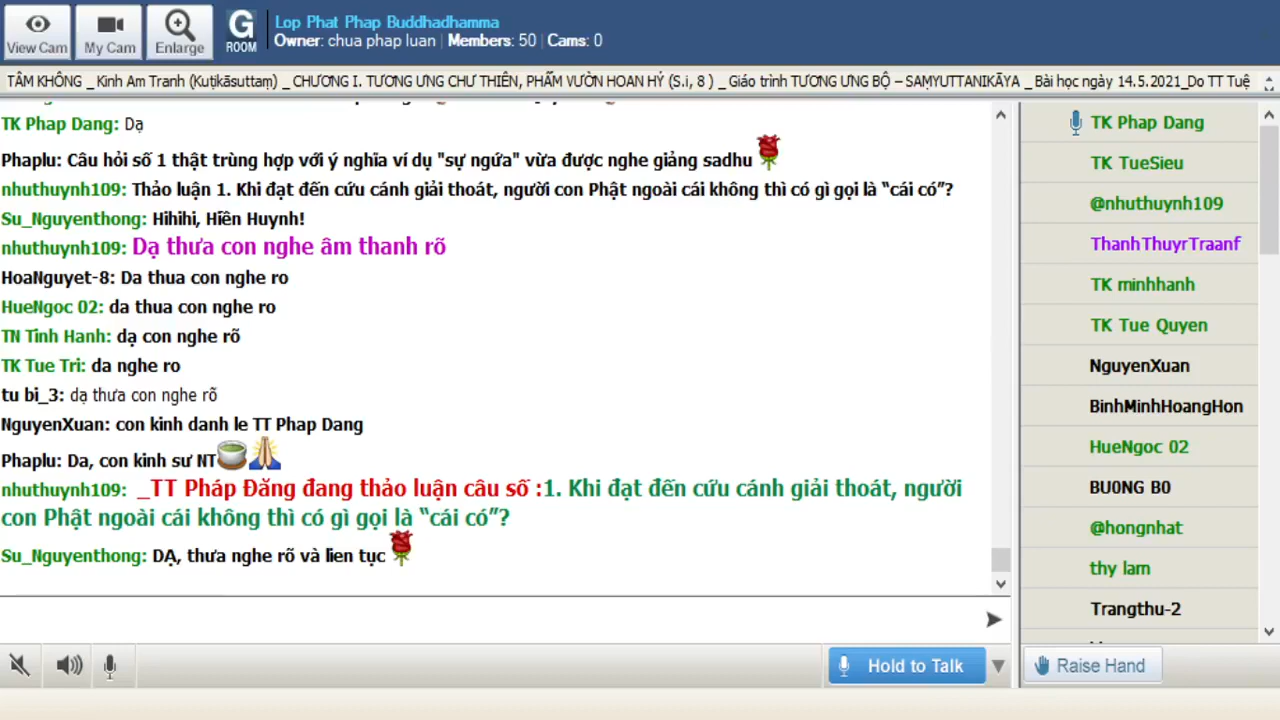 View Cam
My Cam
Enlarge
G
ROOM
Lop Phat Phap Buddhadhamma
Owner: chua phap luan | Members: 50 | Cams: 0
TÂM KHÔNG _Kinh Am Tranh (Kuṭikāsuttaṃ) _CHƯƠNG I. TƯƠNG ƯNG CHƯ THIÊN, PHẨM VƯỜN HOAN HỶ (S.i, 8 ) _Giáo trình TƯƠNG ƯNG BỘ – SAṂYUTTANIKĀYA _Bài học ngày 14.5.2021_Do TT Tuệ
TK Phap Dang: Dạ
Phaplu: Câu hỏi số 1 thật trùng hợp với ý nghĩa ví dụ "sự ngứa" vừa được nghe giảng sadhu
nhuthuynh109: Thảo luận 1. Khi đạt đến cứu cánh giải thoát, người con Phật ngoài cái không thì có gì gọi là “cái có”?
Su_Nguyenthong: Hihihi, Hiền Huynh!
nhuthuynh109: Dạ thưa con nghe âm thanh rõ
HoaNguyet-8: Da thua con nghe ro
HueNgoc 02: da thua con nghe ro
TN Tinh Hanh: dạ con nghe rõ
TK Tue Tri: da nghe ro
tu bi_3: dạ thưa con nghe rõ
NguyenXuan: con kinh danh le TT Phap Dang
Phaplu: Da, con kinh sư NT
nhuthuynh109: _TT Pháp Đăng đang thảo luận câu số :1. Khi đạt đến cứu cánh giải thoát, người
con Phật ngoài cái không thì có gì gọi là “cái có”?
Su_Nguyenthong: DẠ, thưa nghe rõ và lien tục
TK Phap Dang
TK TueSieu
@nhuthuynh109
ThanhThuyrTraanf
TK minhhanh
TK Tue Quyen
NguyenXuan
BinhMinhHoangHon
HueNgoc 02
BU0NG B0
@hongnhat
thy lam
Trangthu-2
Hold to Talk
Raise Hand